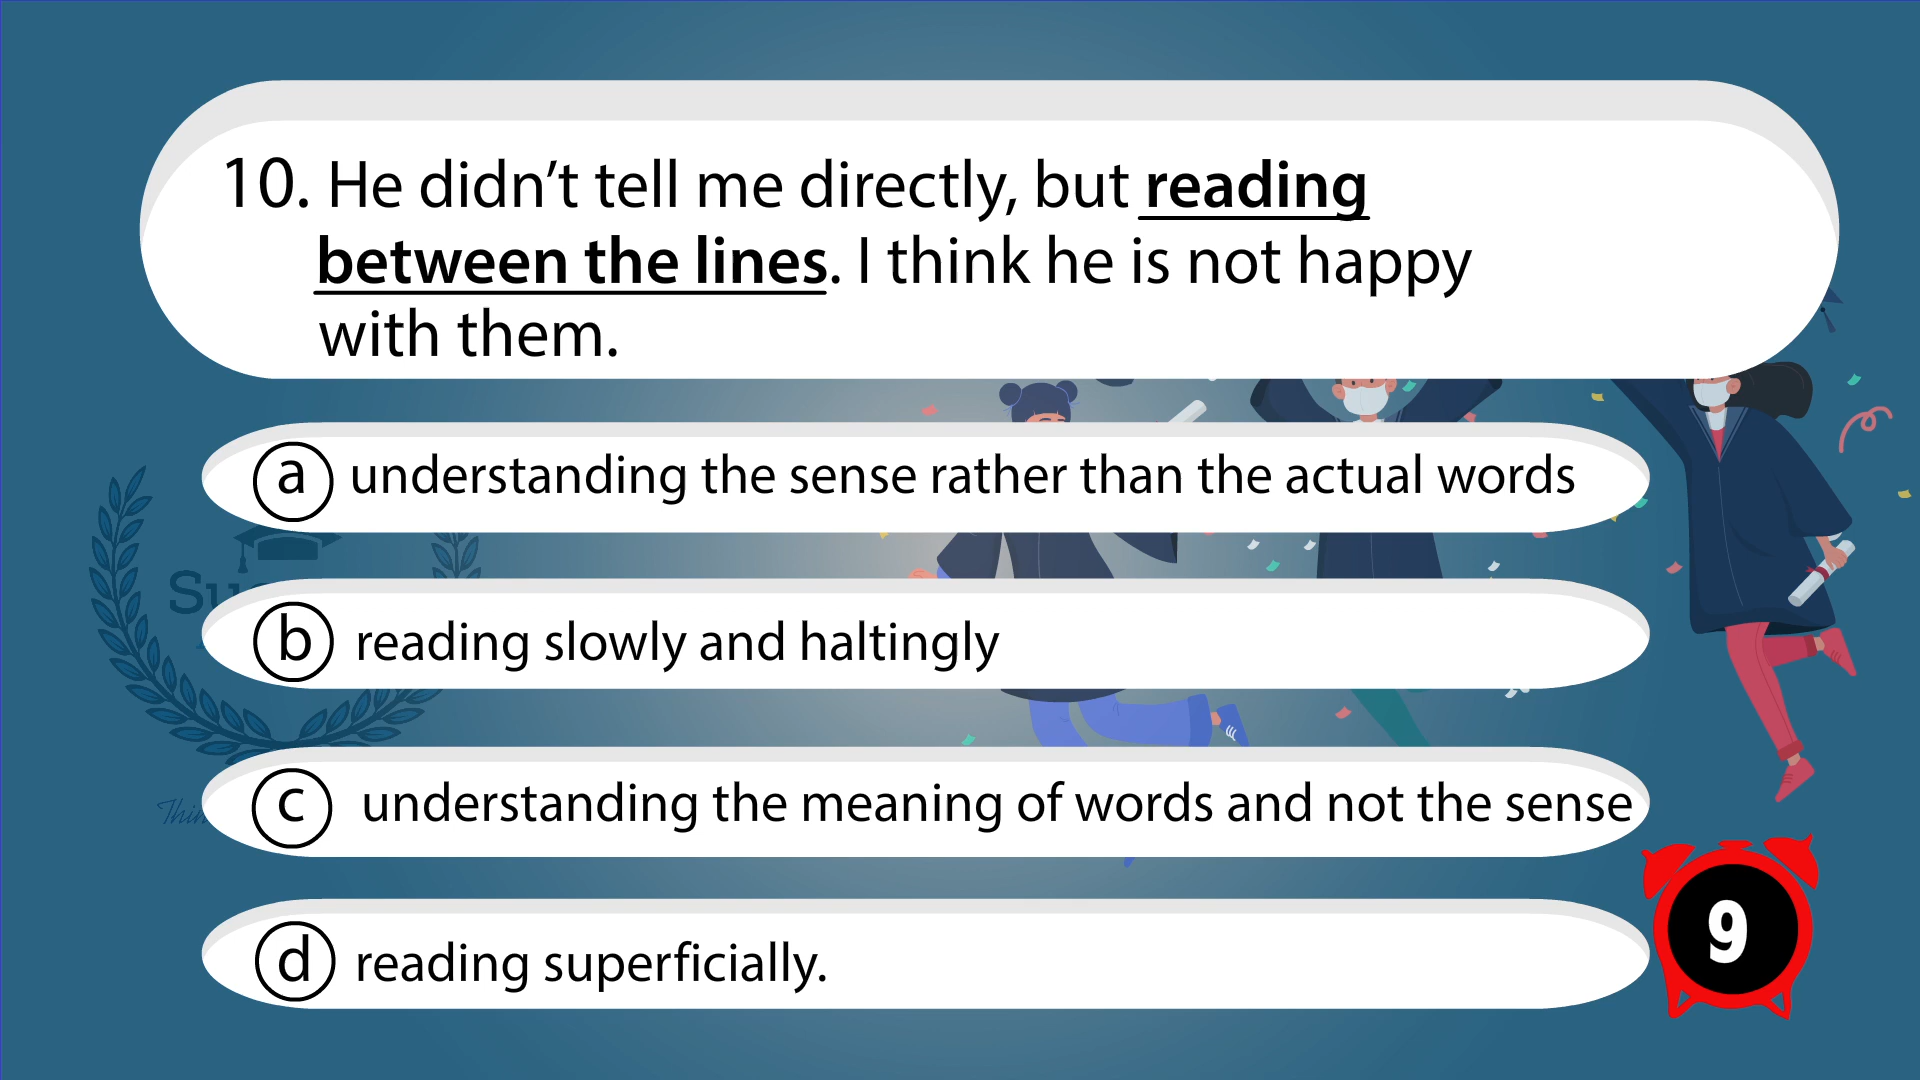 10. He didn’t tell me directly, but reading
between the lines. I think he is not happy
with them.
a understanding the sense rather than the actual words
b reading slowly and haltingly
c understanding the meaning of words and not the sense
d reading superficially.
9